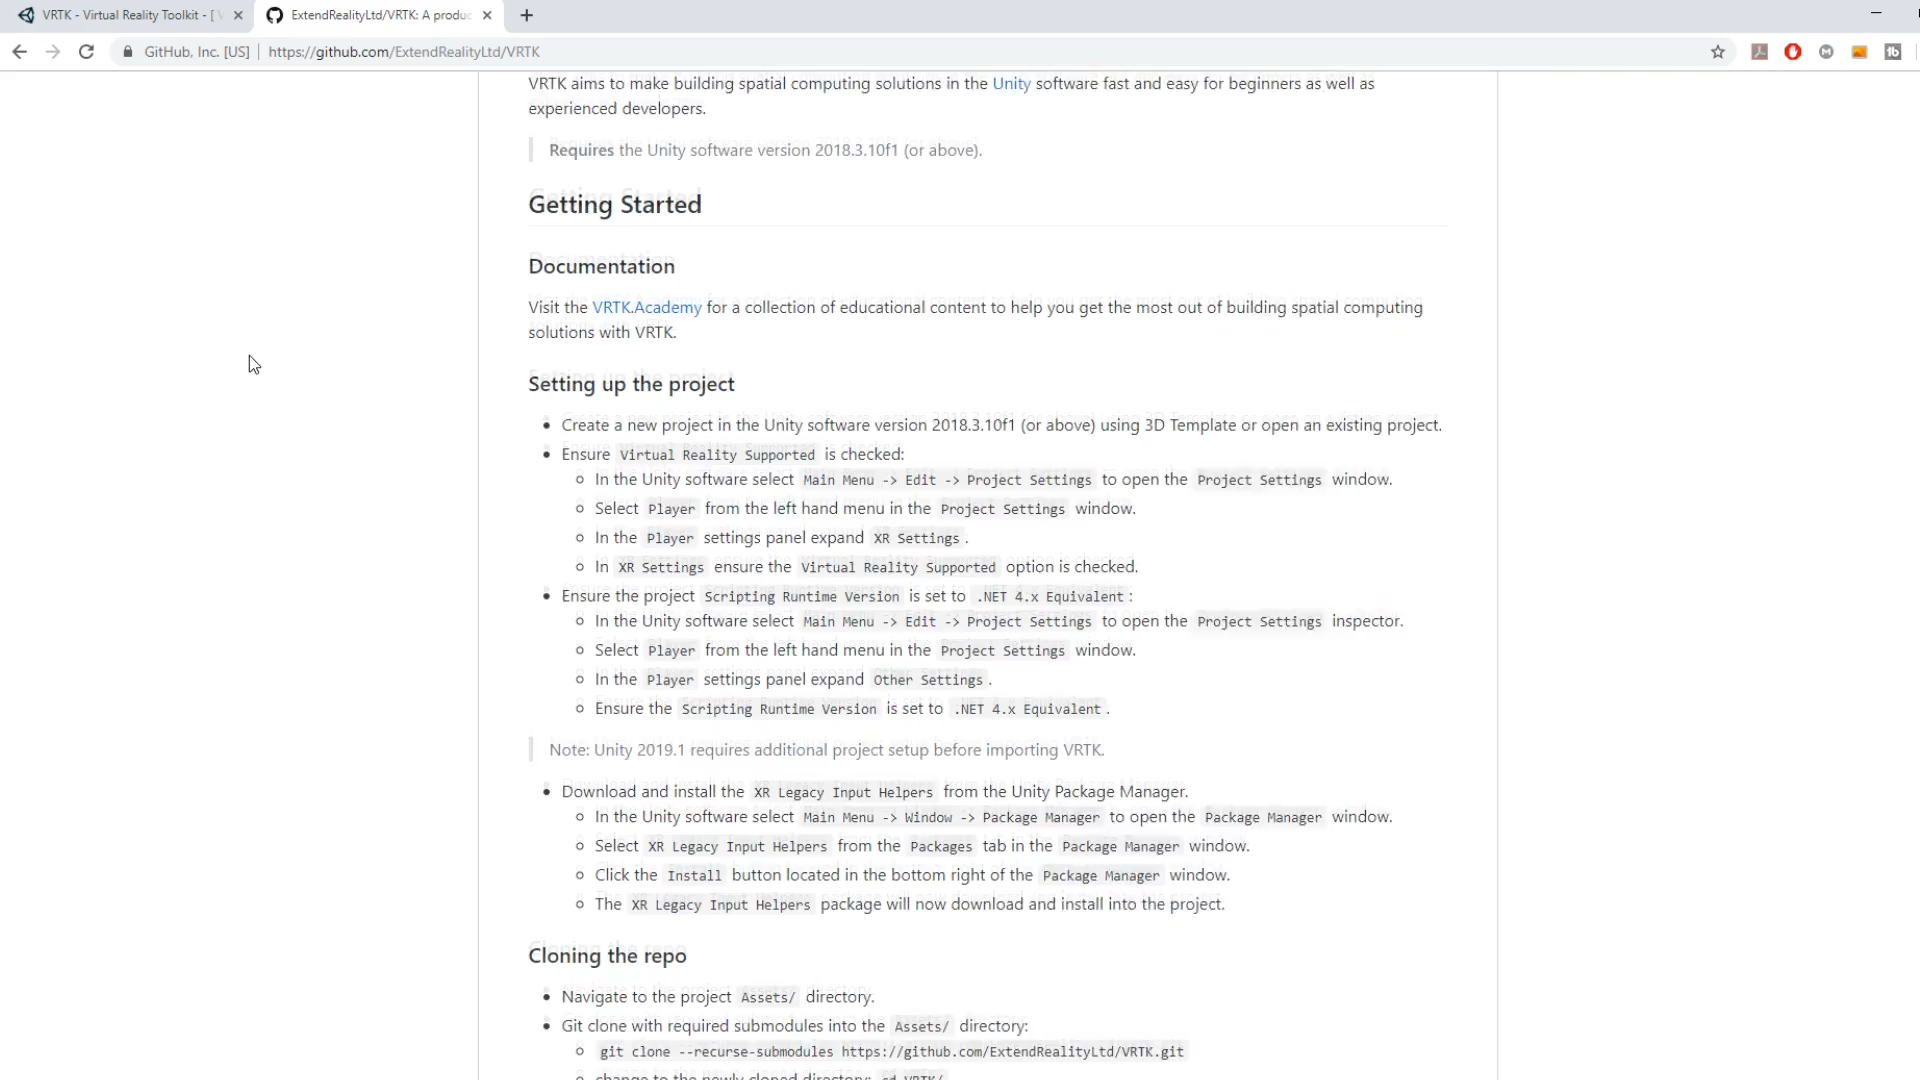 VRTK - Virtual Reality Toolkit - [ V
ExtendRealityLtd/VRTK: A produc
GitHub, Inc. [US] | https://github.com/ExtendRealityLtd/VRTK
VRTK aims to make building spatial computing solutions in the Unity software fast and easy for beginners as well as
experienced developers.
Requires the Unity software version 2018.3.10f1 (or above).
Getting Started
Documentation
Visit the VRTK.Academy for a collection of educational content to help you get the most out of building spatial computing
solutions with VRTK.
Setting up the project
• Create a new project in the Unity software version 2018.3.10f1 (or above) using 3D Template or open an existing project.
• Ensure Virtual Reality Supported is checked:
○ In the Unity software select Main Menu -> Edit -> Project Settings to open the Project Settings window.
○ Select Player from the left hand menu in the Project Settings window.
○ In the Player settings panel expand XR Settings .
○ In XR Settings ensure the Virtual Reality Supported option is checked.
• Ensure the project Scripting Runtime Version is set to .NET 4.x Equivalent :
○ In the Unity software select Main Menu -> Edit -> Project Settings to open the Project Settings inspector.
○ Select Player from the left hand menu in the Project Settings window.
○ In the Player settings panel expand Other Settings .
○ Ensure the Scripting Runtime Version is set to .NET 4.x Equivalent .
Note: Unity 2019.1 requires additional project setup before importing VRTK.
• Download and install the XR Legacy Input Helpers from the Unity Package Manager.
○ In the Unity software select Main Menu -> Window -> Package Manager to open the Package Manager window.
○ Select XR Legacy Input Helpers from the Packages tab in the Package Manager window.
○ Click the Install button located in the bottom right of the Package Manager window.
○ The XR Legacy Input Helpers package will now download and install into the project.
Cloning the repo
• Navigate to the project Assets/ directory.
• Git clone with required submodules into the Assets/ directory:
○ git clone --recurse-submodules https://github.com/ExtendRealityLtd/VRTK.git
○ change to the newly cloned directory: cd VRTK/